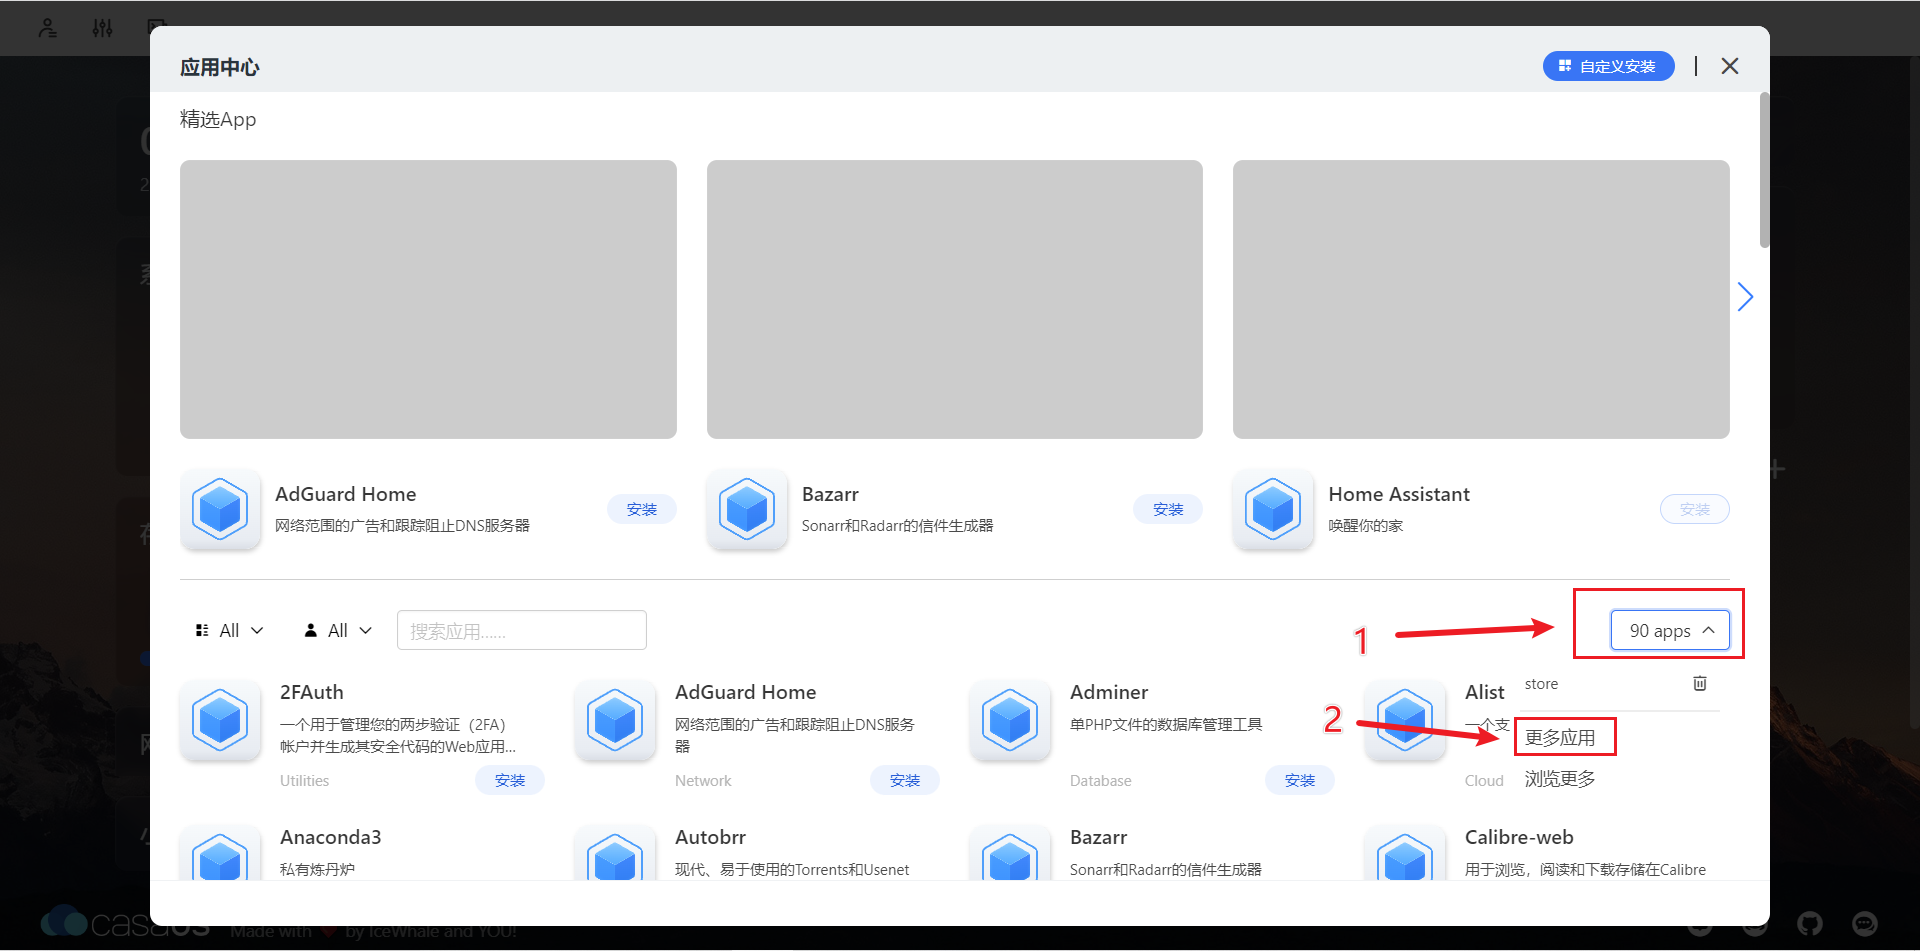 应用中心
自定义安装
精选App
AdGuard Home
网络范围的广告和跟踪阻止DNS服务器
安装
Bazarr
Sonarr和Radarr的信件生成器
安装
Home Assistant
唤醒你的家
安装
All
All
搜索应用......
1
90 apps
2FAuth
一个用于管理您的两步验证（2FA）
帐户并生成其安全代码的Web应用...
Utilities
安装
AdGuard Home
网络范围的广告和跟踪阻止DNS服务
器
Network
安装
Adminer
单PHP文件的数据库管理工具
Database
安装
2
Alist
一个支
Cloud
store
更多应用
浏览更多
Anaconda3
私有炼丹炉
Autobrr
现代、易于使用的Torrents和Usenet
Bazarr
Sonarr和Radarr的信件生成器
Calibre-web
用于浏览，阅读和下载存储在Calibre
casaOS
Made with
by IceWhale and YOU!